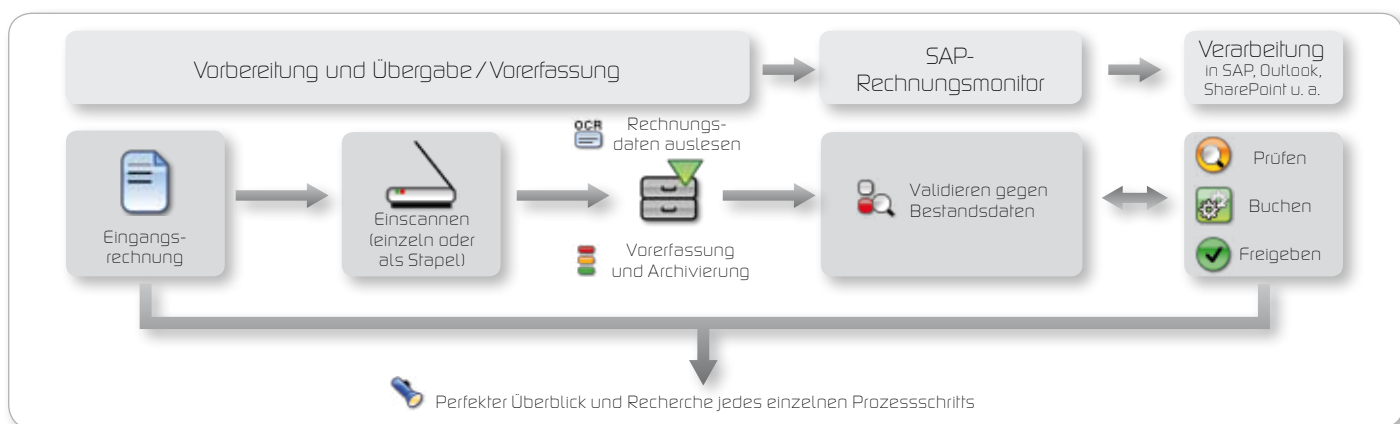 Vorbereitung und Übergabe / Vorerfassung
SAP-
Rechnungsmonitor
Verarbeitung
in SAP, Outlook,
SharePoint u. a.
Eingangs-
rechnung
Einscannen
(einzeln oder
als Stapel)
OCR
Rechnungs-
daten auslesen
Vorerfassung
und Archivierung
Validieren gegen
Bestandsdaten
Prüfen
Buchen
Freigeben
Perfekter Überblick und Recherche jedes einzelnen Prozessschritts